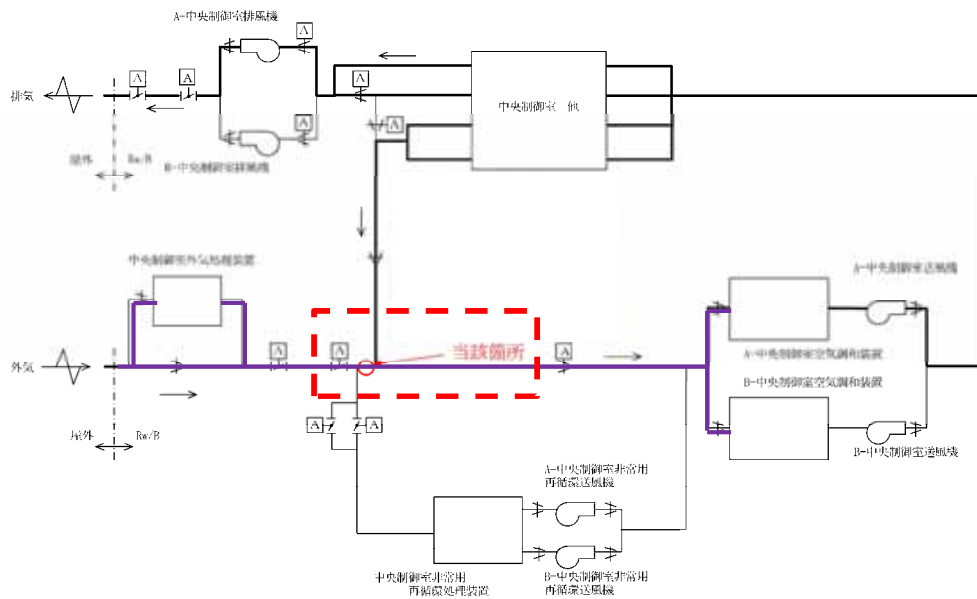 A-中央制御室排風機
A
A
A
A
排気
中央制御室 他
A
A
屋外
Rw/B
B-中央制御室排風機
中央制御室外気処理装置
A-中央制御室送風機
当該箇所
A
A
A
外気
A-中央制御室空気調和装置
B-中央制御室空気調和装置
A
A
屋外
Rw/B
B-中央制御室送風機
A-中央制御室非常用
再循環送風機
中央制御室非常用
再循環処理装置
B-中央制御室非常用
再循環送風機